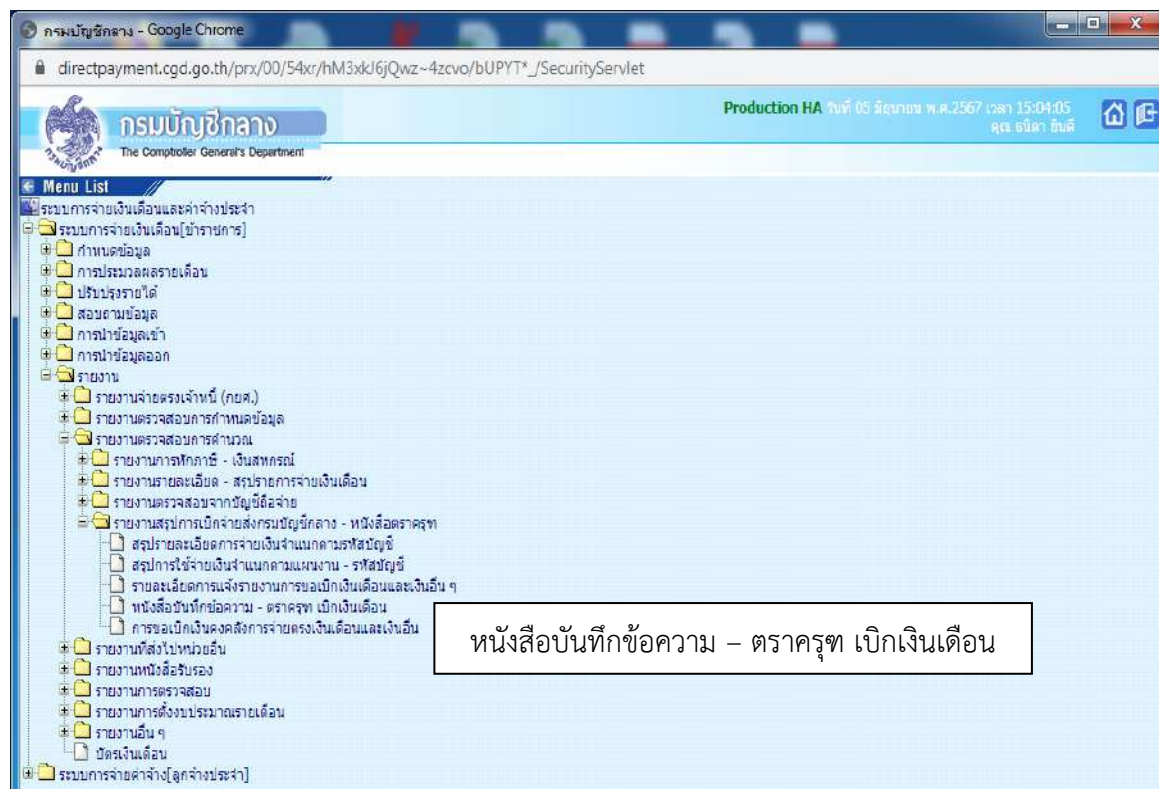 กรมบัญชีกลาง - Google Chrome
directpayment.cgd.go.th/prx/00/54xr/hM3xkJ6jQwz~4zcvo/bUPYT*_/SecurityServlet
Production HA วันที่ 05 มิถุนายน พ.ศ.2567 เวลา 15:04:05
คุณ ธนิดา ยินดี
กรมบัญชีกลาง
The Comptroller General's Department
Menu List
ระบบการจ่ายเงินเดือนและค่าจ้างประจำ
ระบบการจ่ายเงินเดือน[ข้าราชการ]
กำหนดข้อมูล
การประมวลผลรายเดือน
ปรับปรุงรายได้
สอบถามข้อมูล
การนำข้อมูลเข้า
การนำข้อมูลออก
รายงาน
รายงานจ่ายตรงเจ้าหนี้ (กยศ.)
รายงานตรวจสอบการกำหนดข้อมูล
รายงานตรวจสอบการคำนวณ
รายงานการหักภาษี - เงินสหกรณ์
รายงานรายละเอียด - สรุปรายการจ่ายเงินเดือน
รายงานตรวจสอบจากบัญชีถือจ่าย
รายงานสรุปการเบิกจ่ายส่งกรมบัญชีกลาง - หนังสือตราครุฑ
สรุปรายละเอียดการจ่ายเงินจำแนกตามรหัสบัญชี
สรุปการใช้จ่ายเงินจำแนกตามแผนงาน - รหัสบัญชี
รายละเอียดการแจ้งรายงานการขอเบิกเงินเดือนและเงินอื่น ๆ
หนังสือบันทึกข้อความ - ตราครุฑ เบิกเงินเดือน
การขอเบิกเงินคงคลังการจ่ายตรงเงินเดือนและเงินอื่น
หนังสือบันทึกข้อความ – ตราครุฑ เบิกเงินเดือน
รายงานที่ส่งไปหน่วยอื่น
รายงานหนังสือรับรอง
รายงานการตรวจสอบ
รายงานการตั้งงบประมาณรายเดือน
รายงานอื่น ๆ
บัตรเงินเดือน
ระบบการจ่ายค่าจ้าง[ลูกจ้างประจำ]